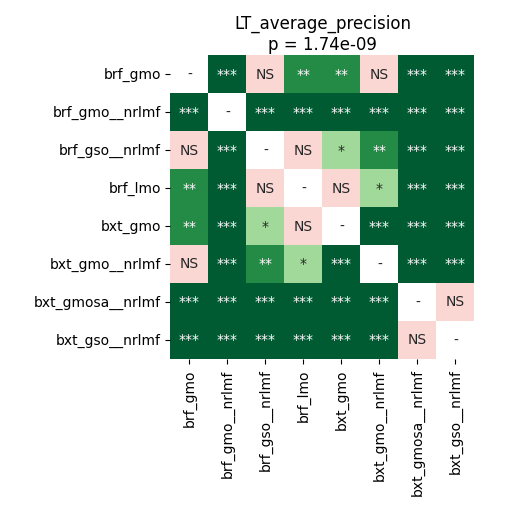 LT_average_precision
p = 1.74e-09
brf_gmo - *** NS ** ** NS *** ***
brf_gmo__nrlmf *** - *** *** *** *** *** ***
brf_gso__nrlmf NS *** - NS * ** *** ***
brf_lmo ** *** NS - NS * *** ***
bxt_gmo ** *** * NS - *** *** ***
bxt_gmo__nrlmf NS *** ** * *** - *** ***
bxt_gmosa__nrlmf *** *** *** *** *** *** - NS
bxt_gso__nrlmf *** *** *** *** *** *** NS -
brf_gmo
brf_gmo__nrlmf
brf_gso__nrlmf
brf_lmo
bxt_gmo
bxt_gmo__nrlmf
bxt_gmosa__nrlmf
bxt_gso__nrlmf